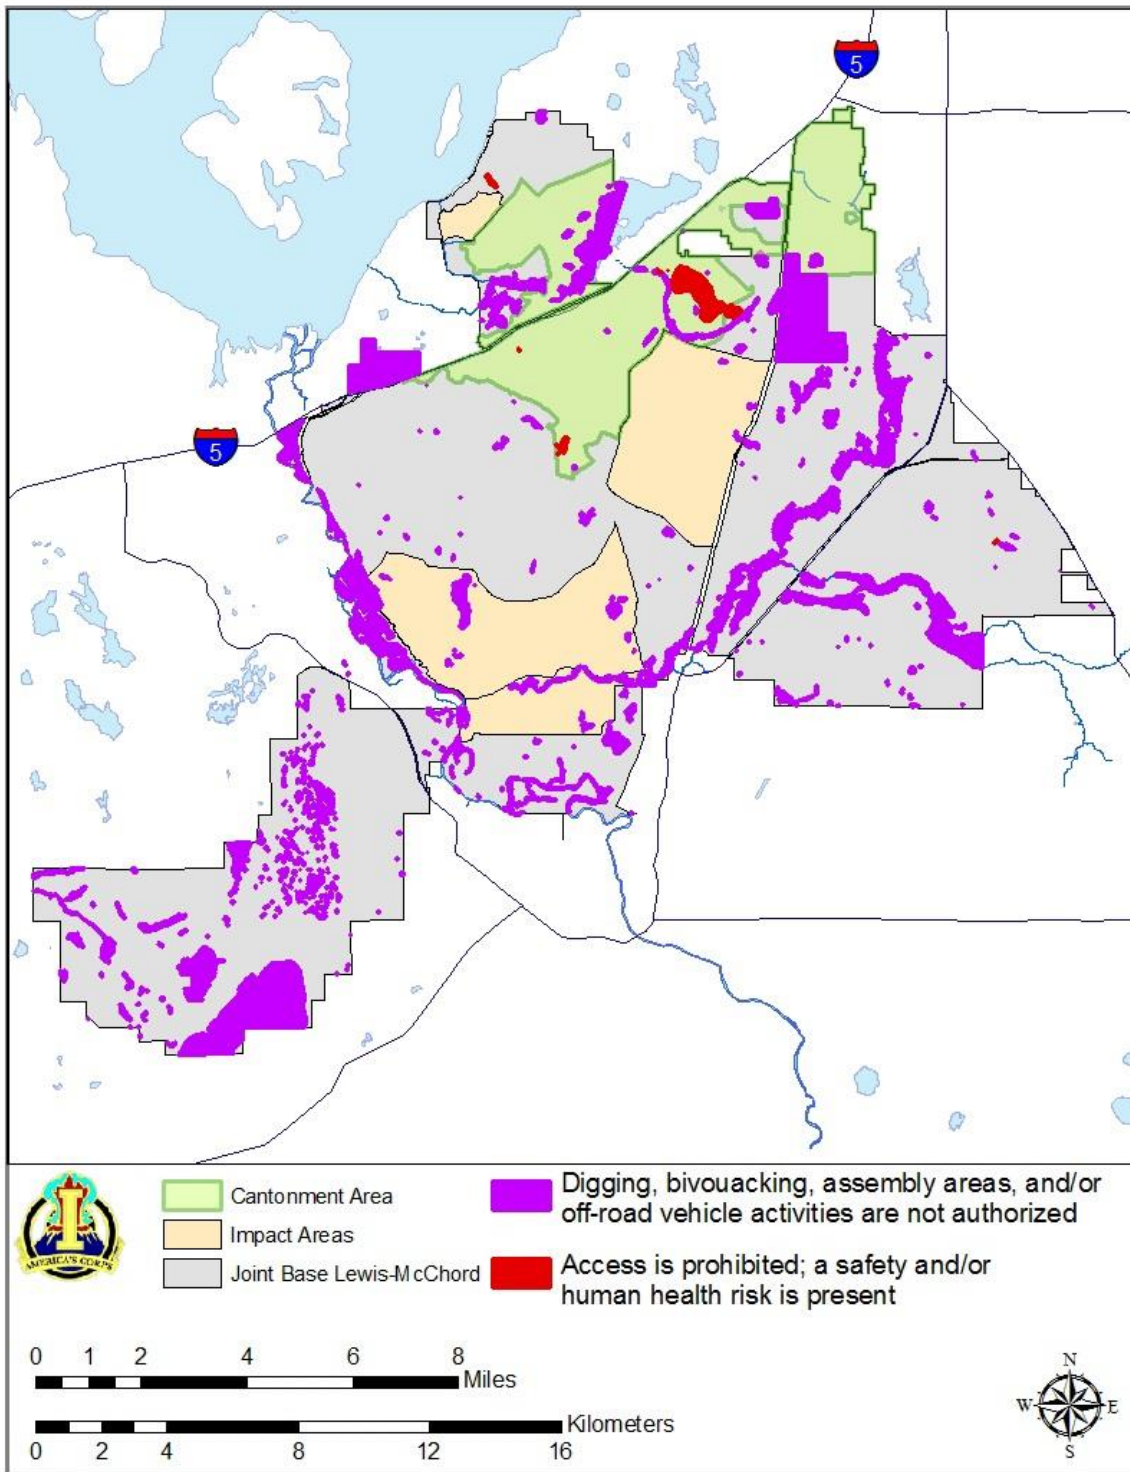 5
5
Cantonment Area
Impact Areas
Joint Base Lewis-McChord
Digging, bivouacking, assembly areas, and/or
off-road vehicle activities are not authorized
Access is prohibited; a safety and/or
human health risk is present
I
AMERICA'S CORPS
0 1 2 4 6 8
Miles
Kilometers
0 2 4 8 12 16
N
W E
S